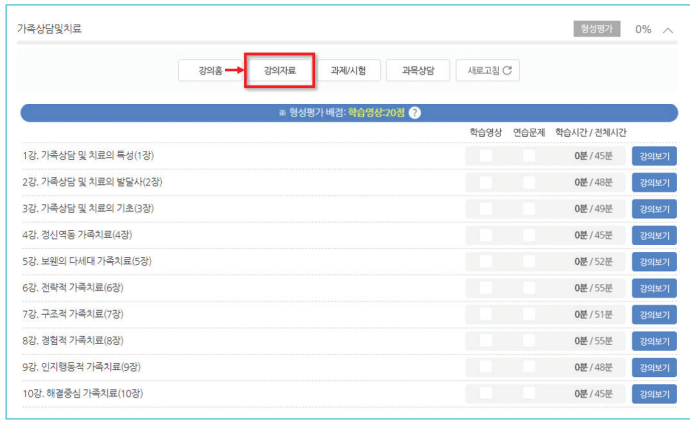 가족상담및치료 형성평가 0%
강의홈 강의자료 과제/시험 과목상담 새로고침
※ 형성평가 배점: 학습영상:20점 ?
학습영상 연습문제 학습시간 / 전체시간
1강. 가족상담 및 치료의 특성(1장) 0분 / 45분 강의보기
2강. 가족상담 및 치료의 발달사(2장) 0분 / 48분 강의보기
3강. 가족상담 및 치료의 기초(3장) 0분 / 49분 강의보기
4강. 정신역동 가족치료(4장) 0분 / 45분 강의보기
5강. 보웬의 다세대 가족치료(5장) 0분 / 52분 강의보기
6강. 전략적 가족치료(6장) 0분 / 55분 강의보기
7강. 구조적 가족치료(7장) 0분 / 51분 강의보기
8강. 경험적 가족치료(8장) 0분 / 55분 강의보기
9강. 인지행동적 가족치료(9장) 0분 / 48분 강의보기
10강. 해결중심 가족치료(10장) 0분 / 45분 강의보기